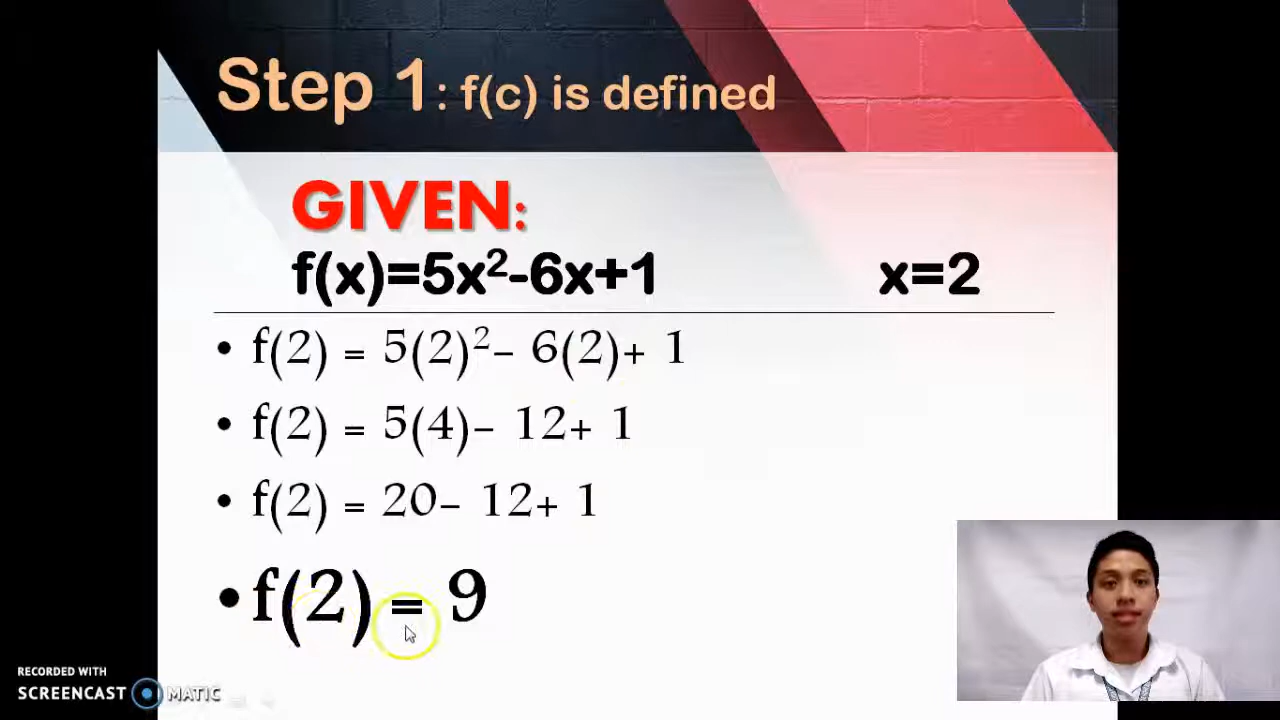 Step 1: f(c) is defined
GIVEN:
f(x)=5x²-6x+1 x=2
• f(2) = 5(2)²– 6(2)+ 1
• f(2) = 5(4)– 12+ 1
• f(2) = 20– 12+ 1
• f(2) = 9
RECORDED WITH
SCREENCAST MATIC